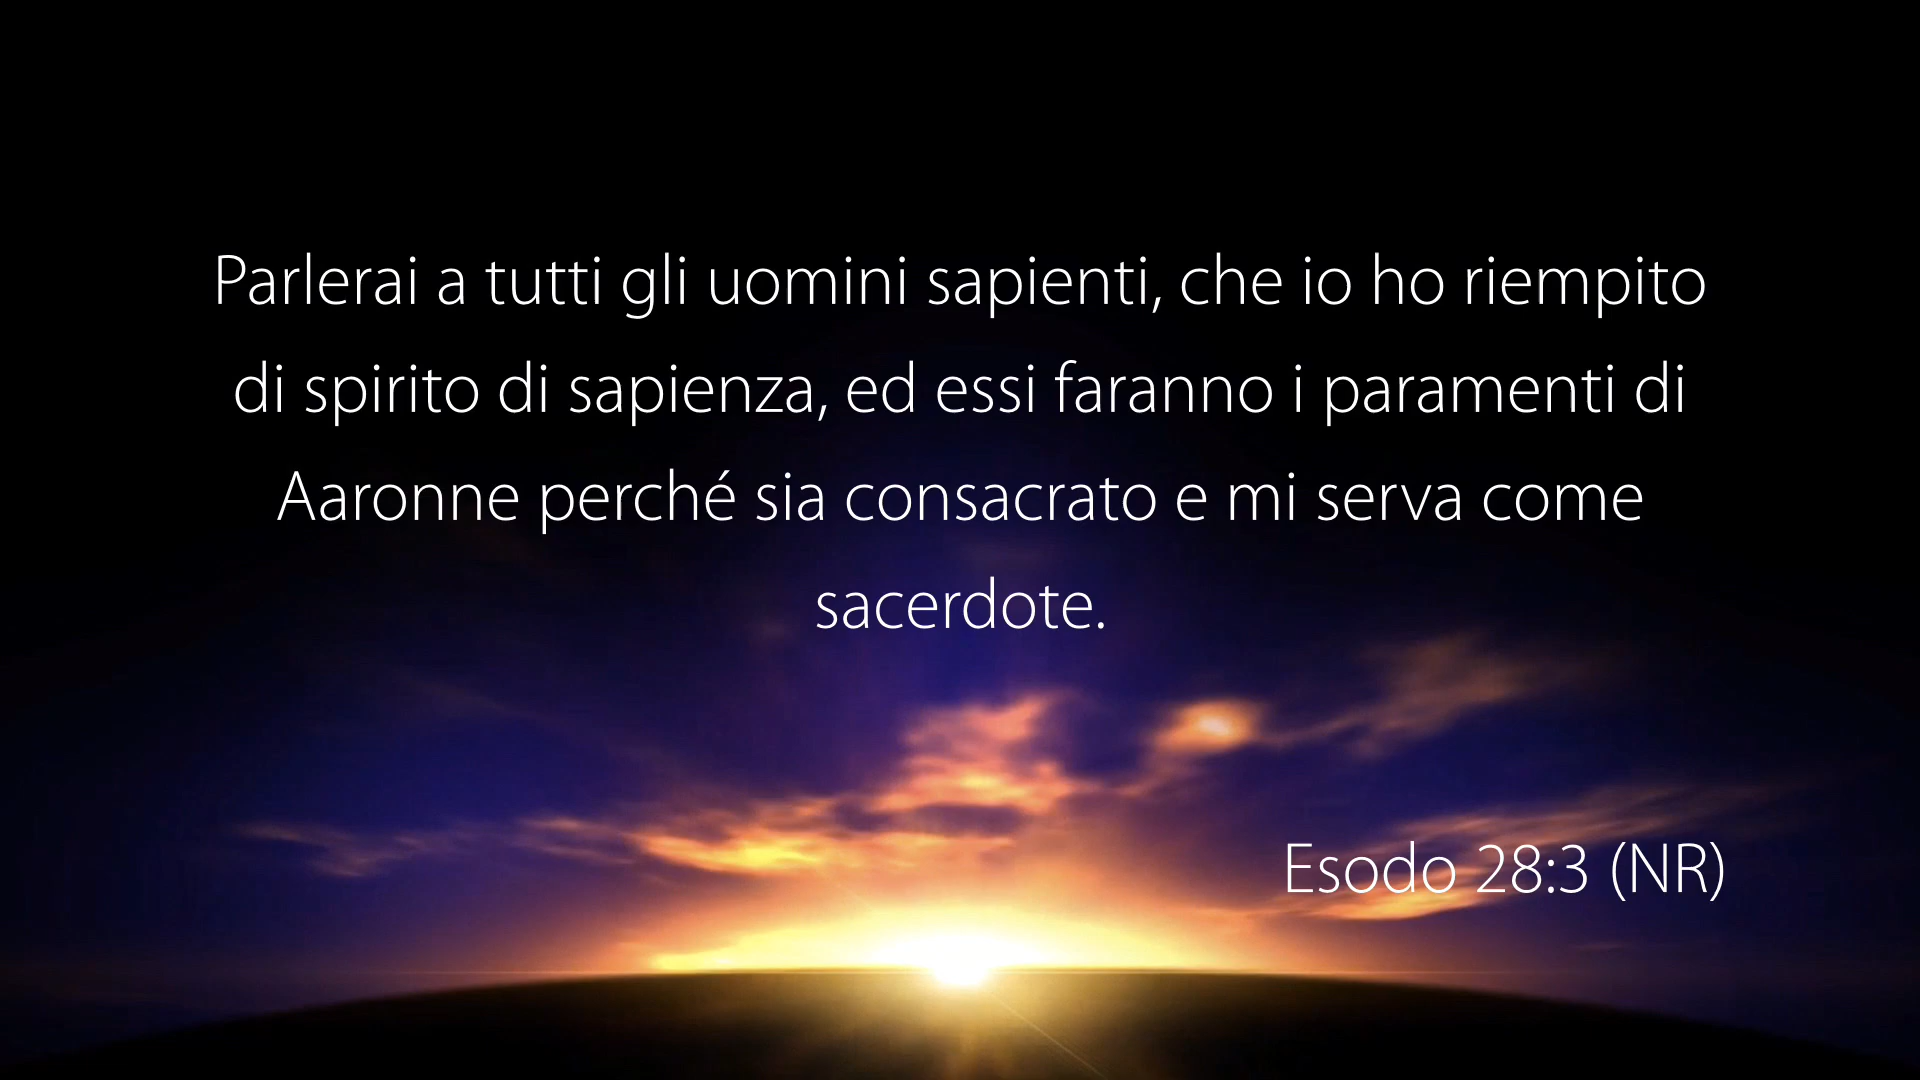 Parlerai a tutti gli uomini sapienti, che io ho riempito
di spirito di sapienza, ed essi faranno i paramenti di
Aaronne perché sia consacrato e mi serva come
sacerdote.
Esodo 28:3 (NR)